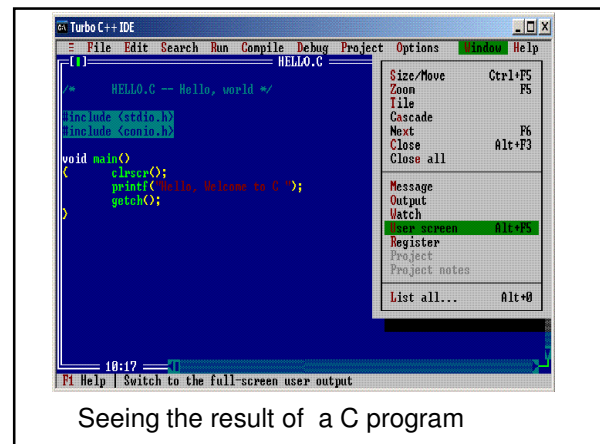 Turbo C++ IDE
≡ File Edit Search Run Compile Debug Project Options Window Help
HELLO.C
/* HELLO.C -- Hello, world */
#include <stdio.h>
#include <conio.h>
void main()
{ clrscr();
printf("Hello, Welcome to C ");
getch();
}
Size/Move Ctrl+F5
Zoom F5
Tile
Cascade
Next F6
Close Alt+F3
Close all
Message
Output
Watch
User screen Alt+F5
Register
Project
Project notes
List all... Alt+0
10:17
F1 Help | Switch to the full-screen user output
Seeing the result of a C program